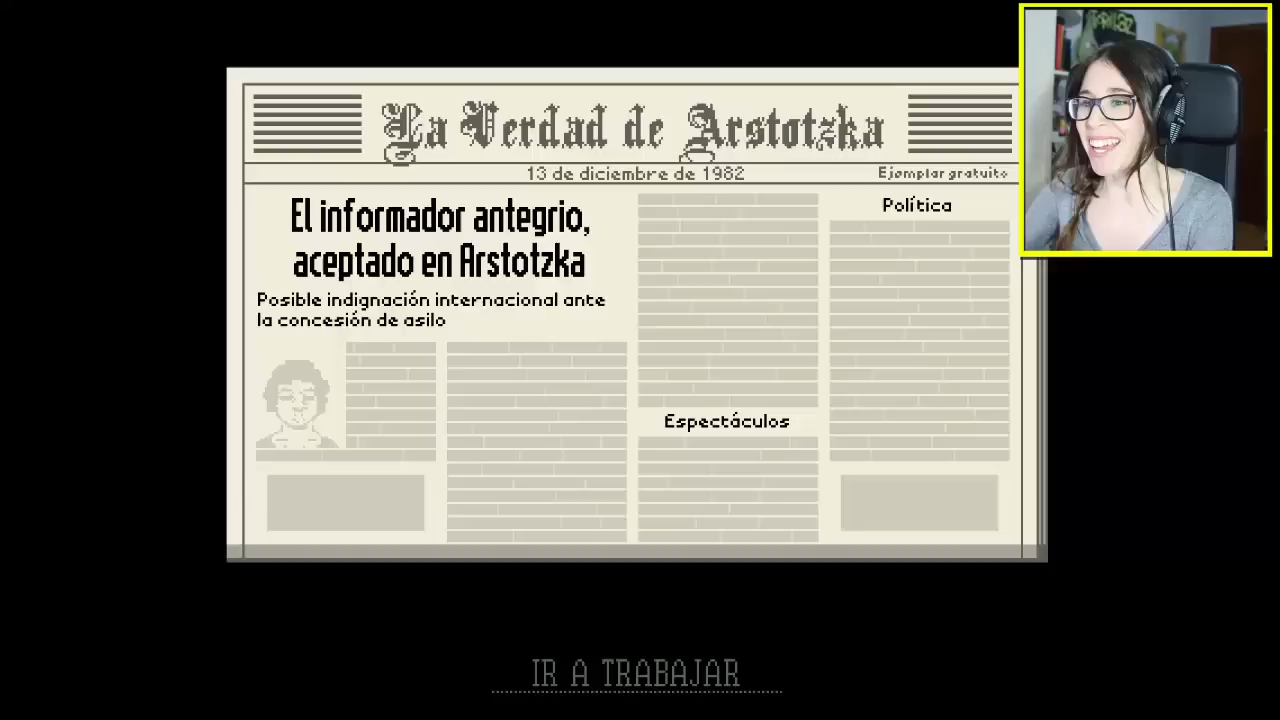 La Verdad de Arstotzka
13 de diciembre de 1982
Ejemplar gratuito
El informador antegrio,
aceptado en Arstotzka
Posible indignación internacional ante
la concesión de asilo
Espectáculos
Política
IR A TRABAJAR